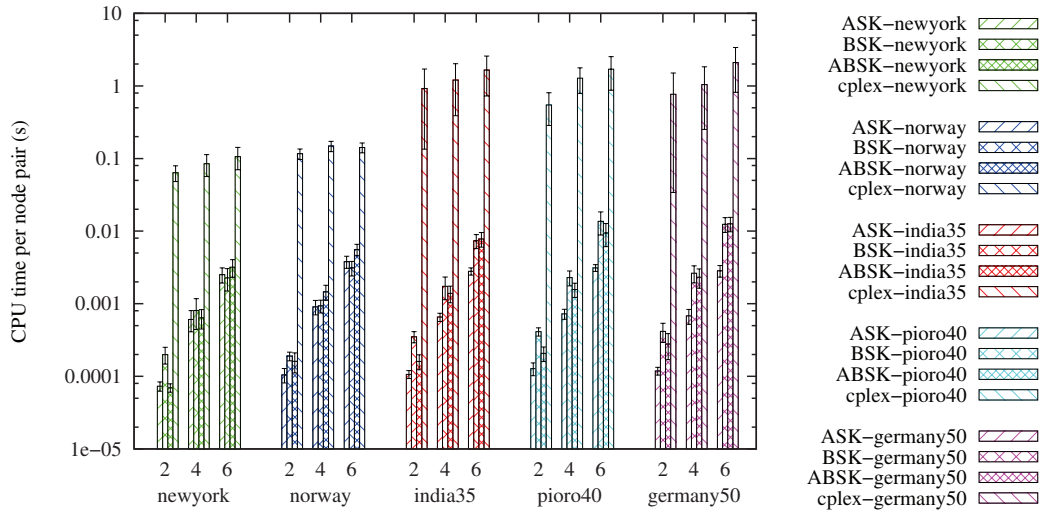 10
1
0.1
0.01
0.001
0.0001
1e−05
CPU time per node pair (s)
2 4 6 2 4 6 2 4 6 2 4 6 2 4 6
newyork norway india35 pioro40 germany50
ASK−newyork
BSK−newyork
ABSK−newyork
cplex−newyork
ASK−norway
BSK−norway
ABSK−norway
cplex−norway
ASK−india35
BSK−india35
ABSK−india35
cplex−india35
ASK−pioro40
BSK−pioro40
ABSK−pioro40
cplex−pioro40
ASK−germany50
BSK−germany50
ABSK−germany50
cplex−germany50